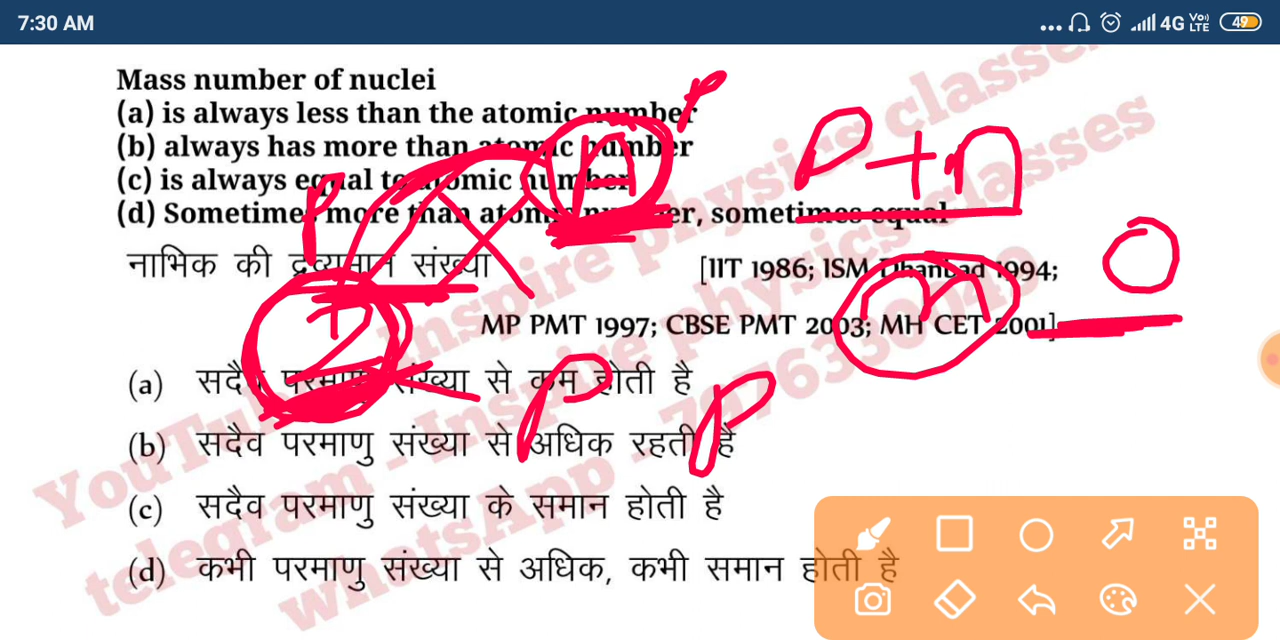 7:30 AM
4G Vo) LTE 49
Mass number of nuclei
(a) is always less than the atomic number
(b) always has more than atomic number
(c) is always equal to atomic number
(d) Sometimes more than atomic number, sometimes equal
p
p
n
p+n
नाभिक की द्रव्यमान संख्या
[IIT 1986; ISM Dhanbad 1994;
MP PMT 1997; CBSE PMT 2003; MH CET 2001]
0
n
Z
p
p
(a) सदैव परमाणु संख्या से कम होती है
(b) सदैव परमाणु संख्या से अधिक रहती है
(c) सदैव परमाणु संख्या के समान होती है
(d) कभी परमाणु संख्या से अधिक, कभी समान होती है
YouTube - Inspire physics classes
telegram - Inspire physics classes
whatsApp